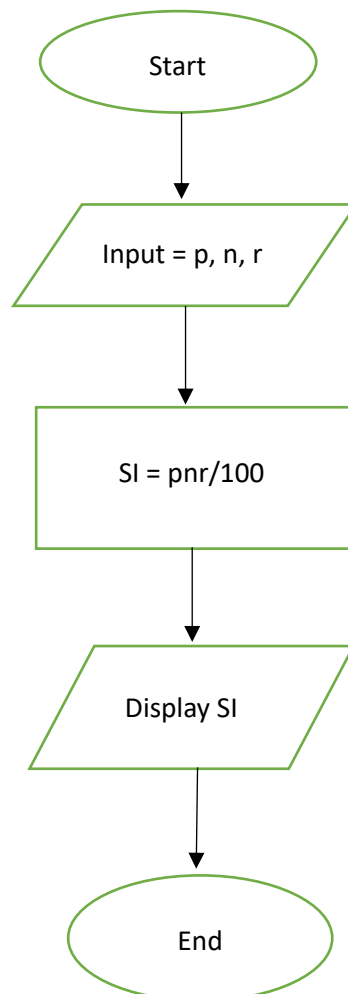 Start
Input = p, n, r
SI = pnr/100
Display SI
End